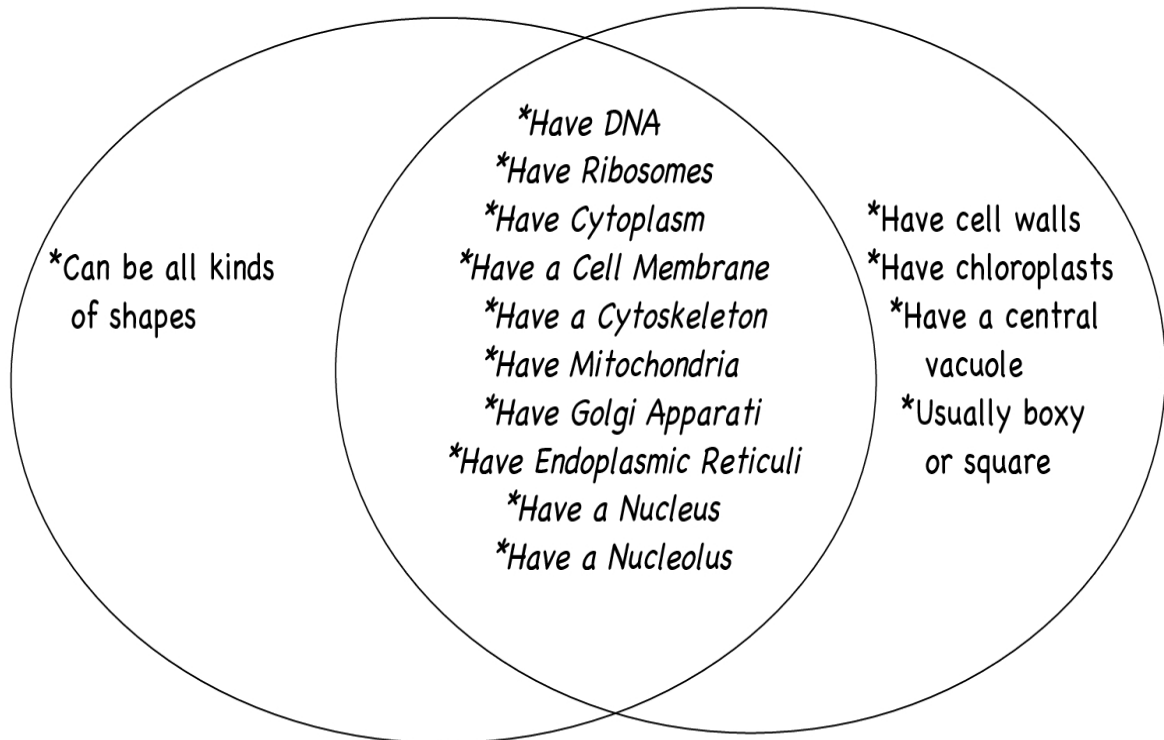 *Can be all kinds
of shapes
*Have DNA
*Have Ribosomes
*Have Cytoplasm
*Have a Cell Membrane
*Have a Cytoskeleton
*Have Mitochondria
*Have Golgi Apparati
*Have Endoplasmic Reticuli
*Have a Nucleus
*Have a Nucleolus
*Have cell walls
*Have chloroplasts
*Have a central
vacuole
*Usually boxy
or square